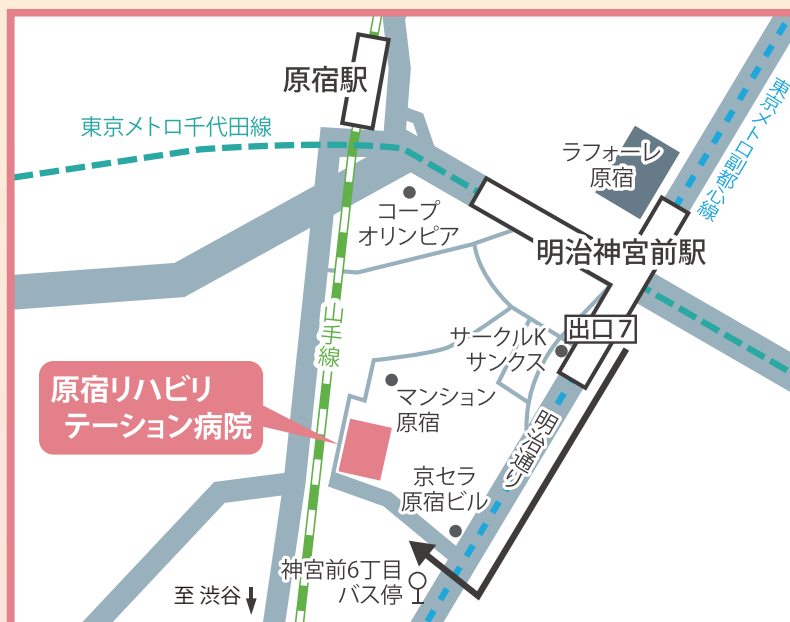 原宿駅
東京メトロ千代田線
ラフォーレ
原宿
東京メトロ副都心線
コープ
オリンピア
明治神宮前駅
山手線
出口7
サークルK
サンクス
原宿リハビリ
テーション病院
マンション
原宿
明治通り
京セラ
原宿ビル
神宮前6丁目
バス停
至 渋谷